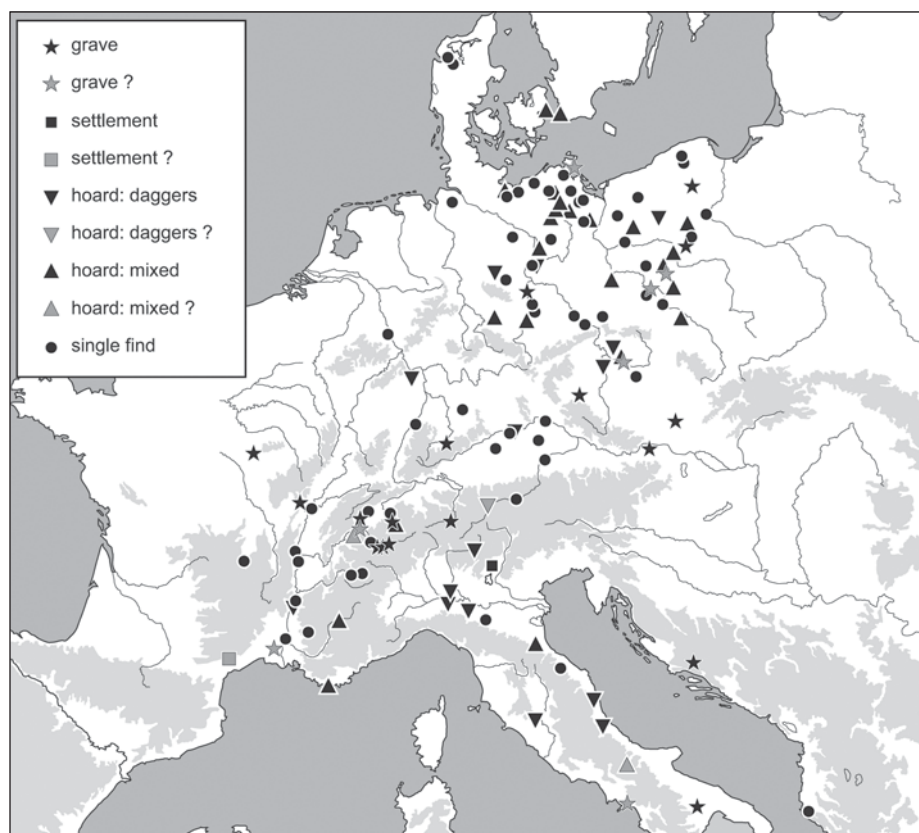 grave
grave ?
settlement
settlement ?
hoard: daggers
hoard: daggers ?
hoard: mixed
hoard: mixed ?
single find